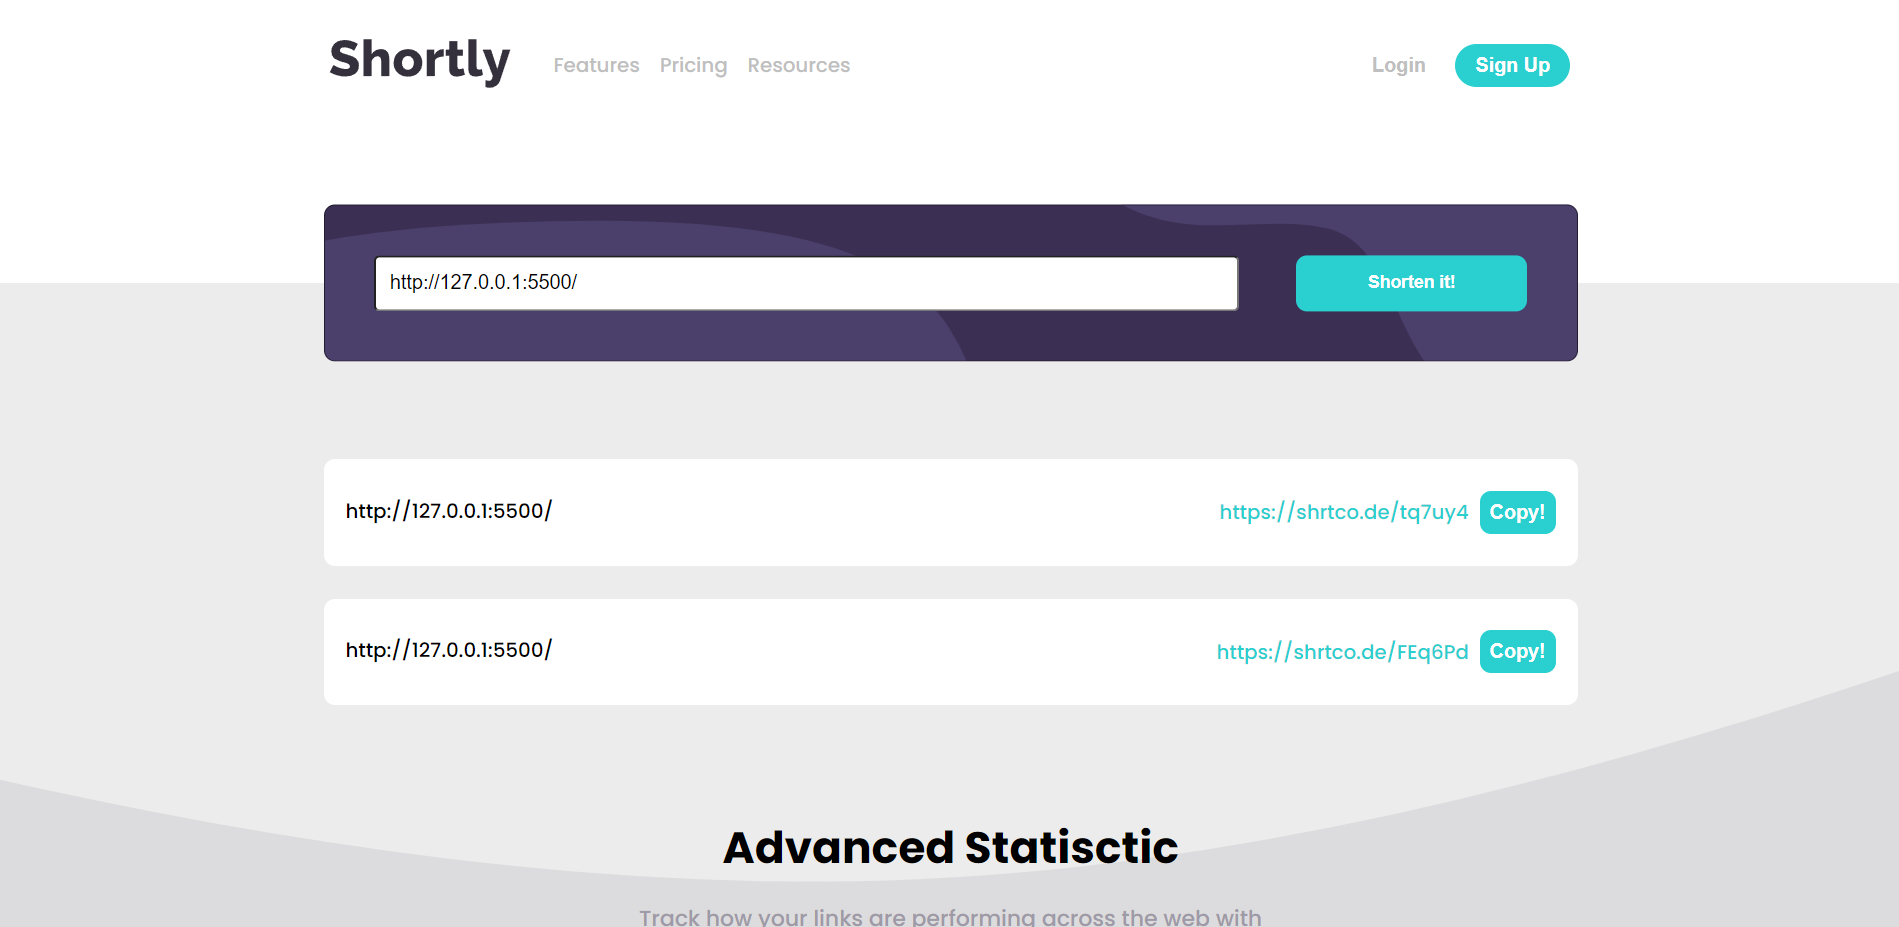 Shortly Features Pricing Resources Login Sign Up
http://127.0.0.1:5500/ Shorten it!
http://127.0.0.1:5500/ https://shrtco.de/tq7uy4 Copy!
http://127.0.0.1:5500/ https://shrtco.de/FEq6Pd Copy!
Advanced Statisctic
Track how your links are performing across the web with